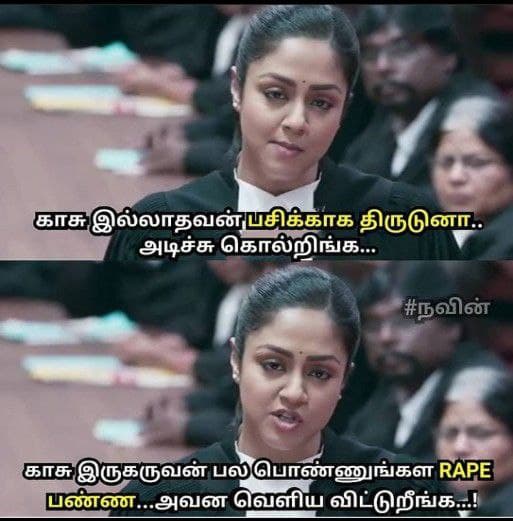 காசு இல்லாதவன் பசிக்காக திருடுனா..
அடிச்சு கொல்றிங்க...
#நவின்
காசு இருகருவன் பல பொண்ணுங்கள RAPE
பண்ண...அவன வெளிய விட்டுறீங்க...!